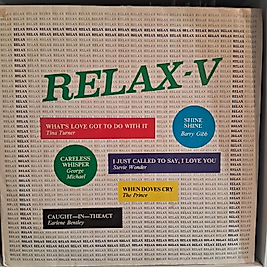 RELAX-V
WHAT'S LOVE GOT TO DO WITH IT
Tina Turner
SHINE
SHINE
Barry Gibb
CARELESS
WHISPER
George
Michael
I JUST CALLED TO SAY, I LOVE YOU
Stevie Wonder
WHEN DOVES CRY
The Prince
CAUGHT—IN—THEACT
Earlene Bentley